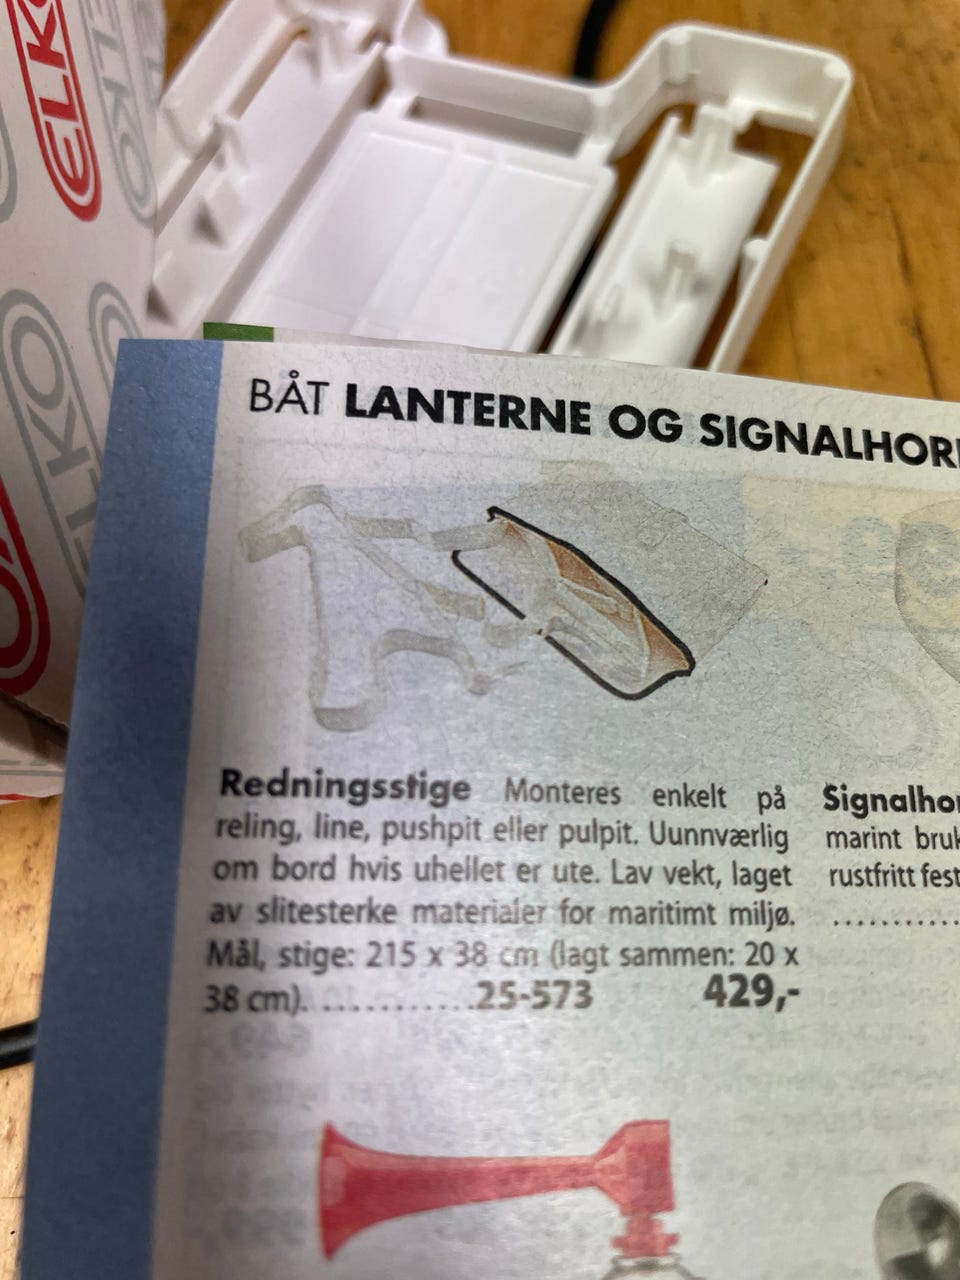 ELKO
ELKO
BÅT LANTERNE OG SIGNALHOR
Redningsstige Monteres enkelt på
reling, line, pushpit eller pulpit. Uunnværlig
om bord hvis uhellet er ute. Lav vekt, laget
av slitesterke materialer for maritimt miljø.
Mål, stige: 215 x 38 cm (lagt sammen: 20 x
38 cm). ..............25-573 429,-
Signalhor
marint bruk
rustfritt fest
............